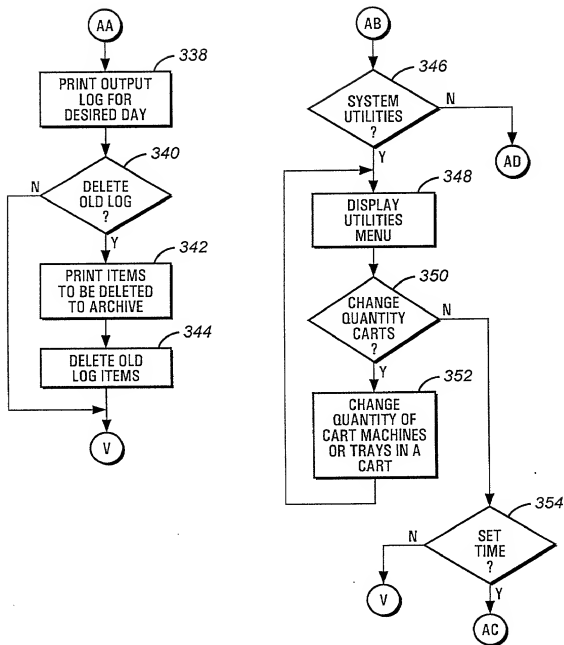 AA
338
PRINT OUTPUT
LOG FOR
DESIRED DAY
340
N
DELETE
OLD LOG
?
Y
342
PRINT ITEMS
TO BE DELETED
TO ARCHIVE
344
DELETE OLD
LOG ITEMS
V
AB
346
SYSTEM
UTILITIES
?
N
Y
AD
348
DISPLAY
UTILITIES
MENU
350
CHANGE
QUANTITY
CARTS
?
N
Y
352
CHANGE
QUANTITY OF
CART MACHINES
OR TRAYS IN A
CART
354
N
SET
TIME
?
Y
V
AC